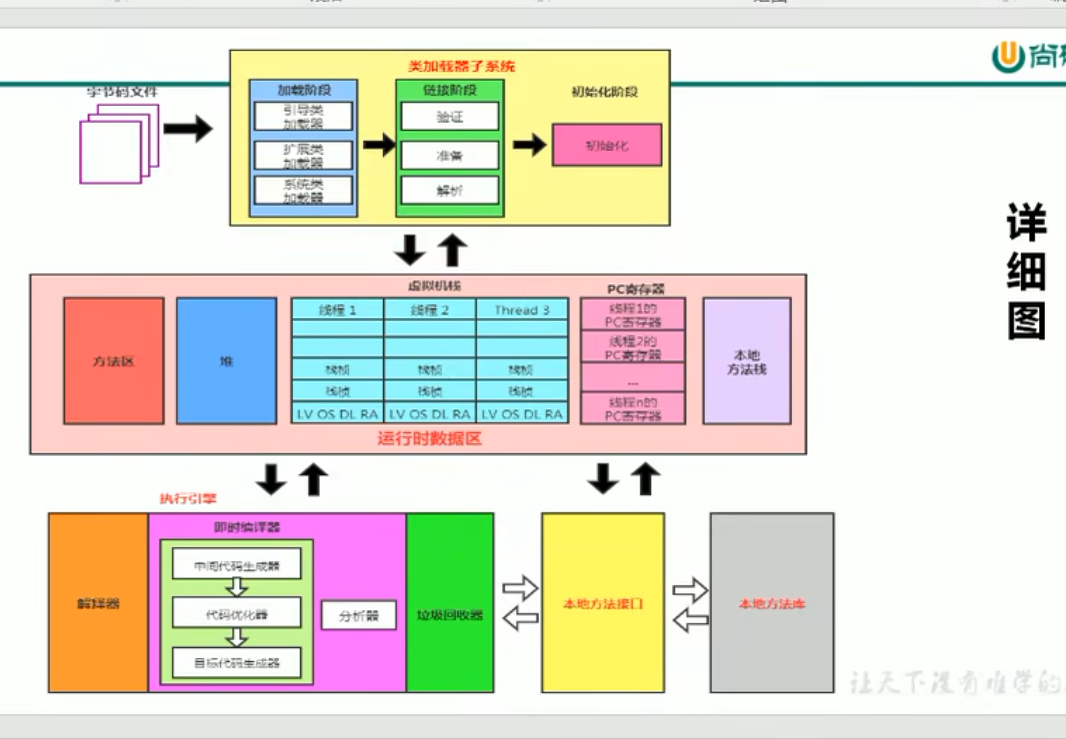 尚
字节码文件
类加载器子系统
加载阶段
引导类
加载器
扩展类
加载器
系统类
加载器
链接阶段
验证
准备
解析
初始化阶段
初始化
详
细
图
虚拟机栈
PC寄存器
方法区
堆
线程 1
线程 2
Thread 3
栈帧
栈帧
栈帧
栈帧
栈帧
栈帧
LV OS DL RA
LV OS DL RA
LV OS DL RA
线程1的
PC寄存器
线程2的
PC寄存器
...
线程n的
PC寄存器
本地
方法栈
运行时数据区
执行引擎
解释器
即时编译器
中间代码生成器
代码优化器
目标代码生成器
分析器
垃圾回收器
本地方法接口
本地方法库
让天下没有难学的